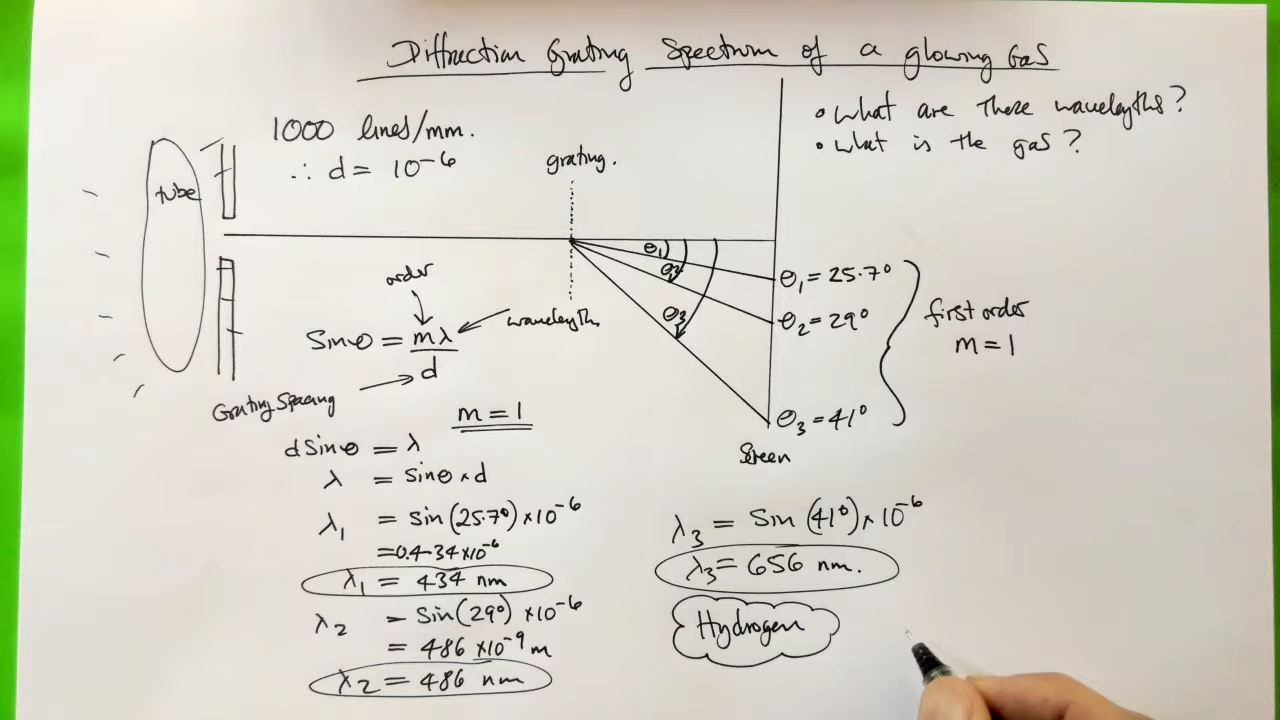 Diffraction Grating Spectrum of a glowing Gas
• What are these wavelengths?
• What is the gas?
1000 lines/mm.
∴ d = 10⁻⁶
tube
grating.
θ₁
θ₂
θ₃
θ₁ = 25.7°
θ₂ = 29°
θ₃ = 41°
first order
m = 1
Screen
order
wavelength
Sinθ = mλ/d
Grating Spacing
m = 1
dSinθ = λ
λ = Sinθ × d
λ₁ = Sin(25.7°) × 10⁻⁶
= 0.434 × 10⁻⁶
λ₁ = 434 nm
λ₂ = Sin(29°) × 10⁻⁶
= 486 × 10⁻⁹ m
λ₂ = 486 nm
λ₃ = Sin(41°) × 10⁻⁶
λ₃ = 656 nm.
Hydrogen